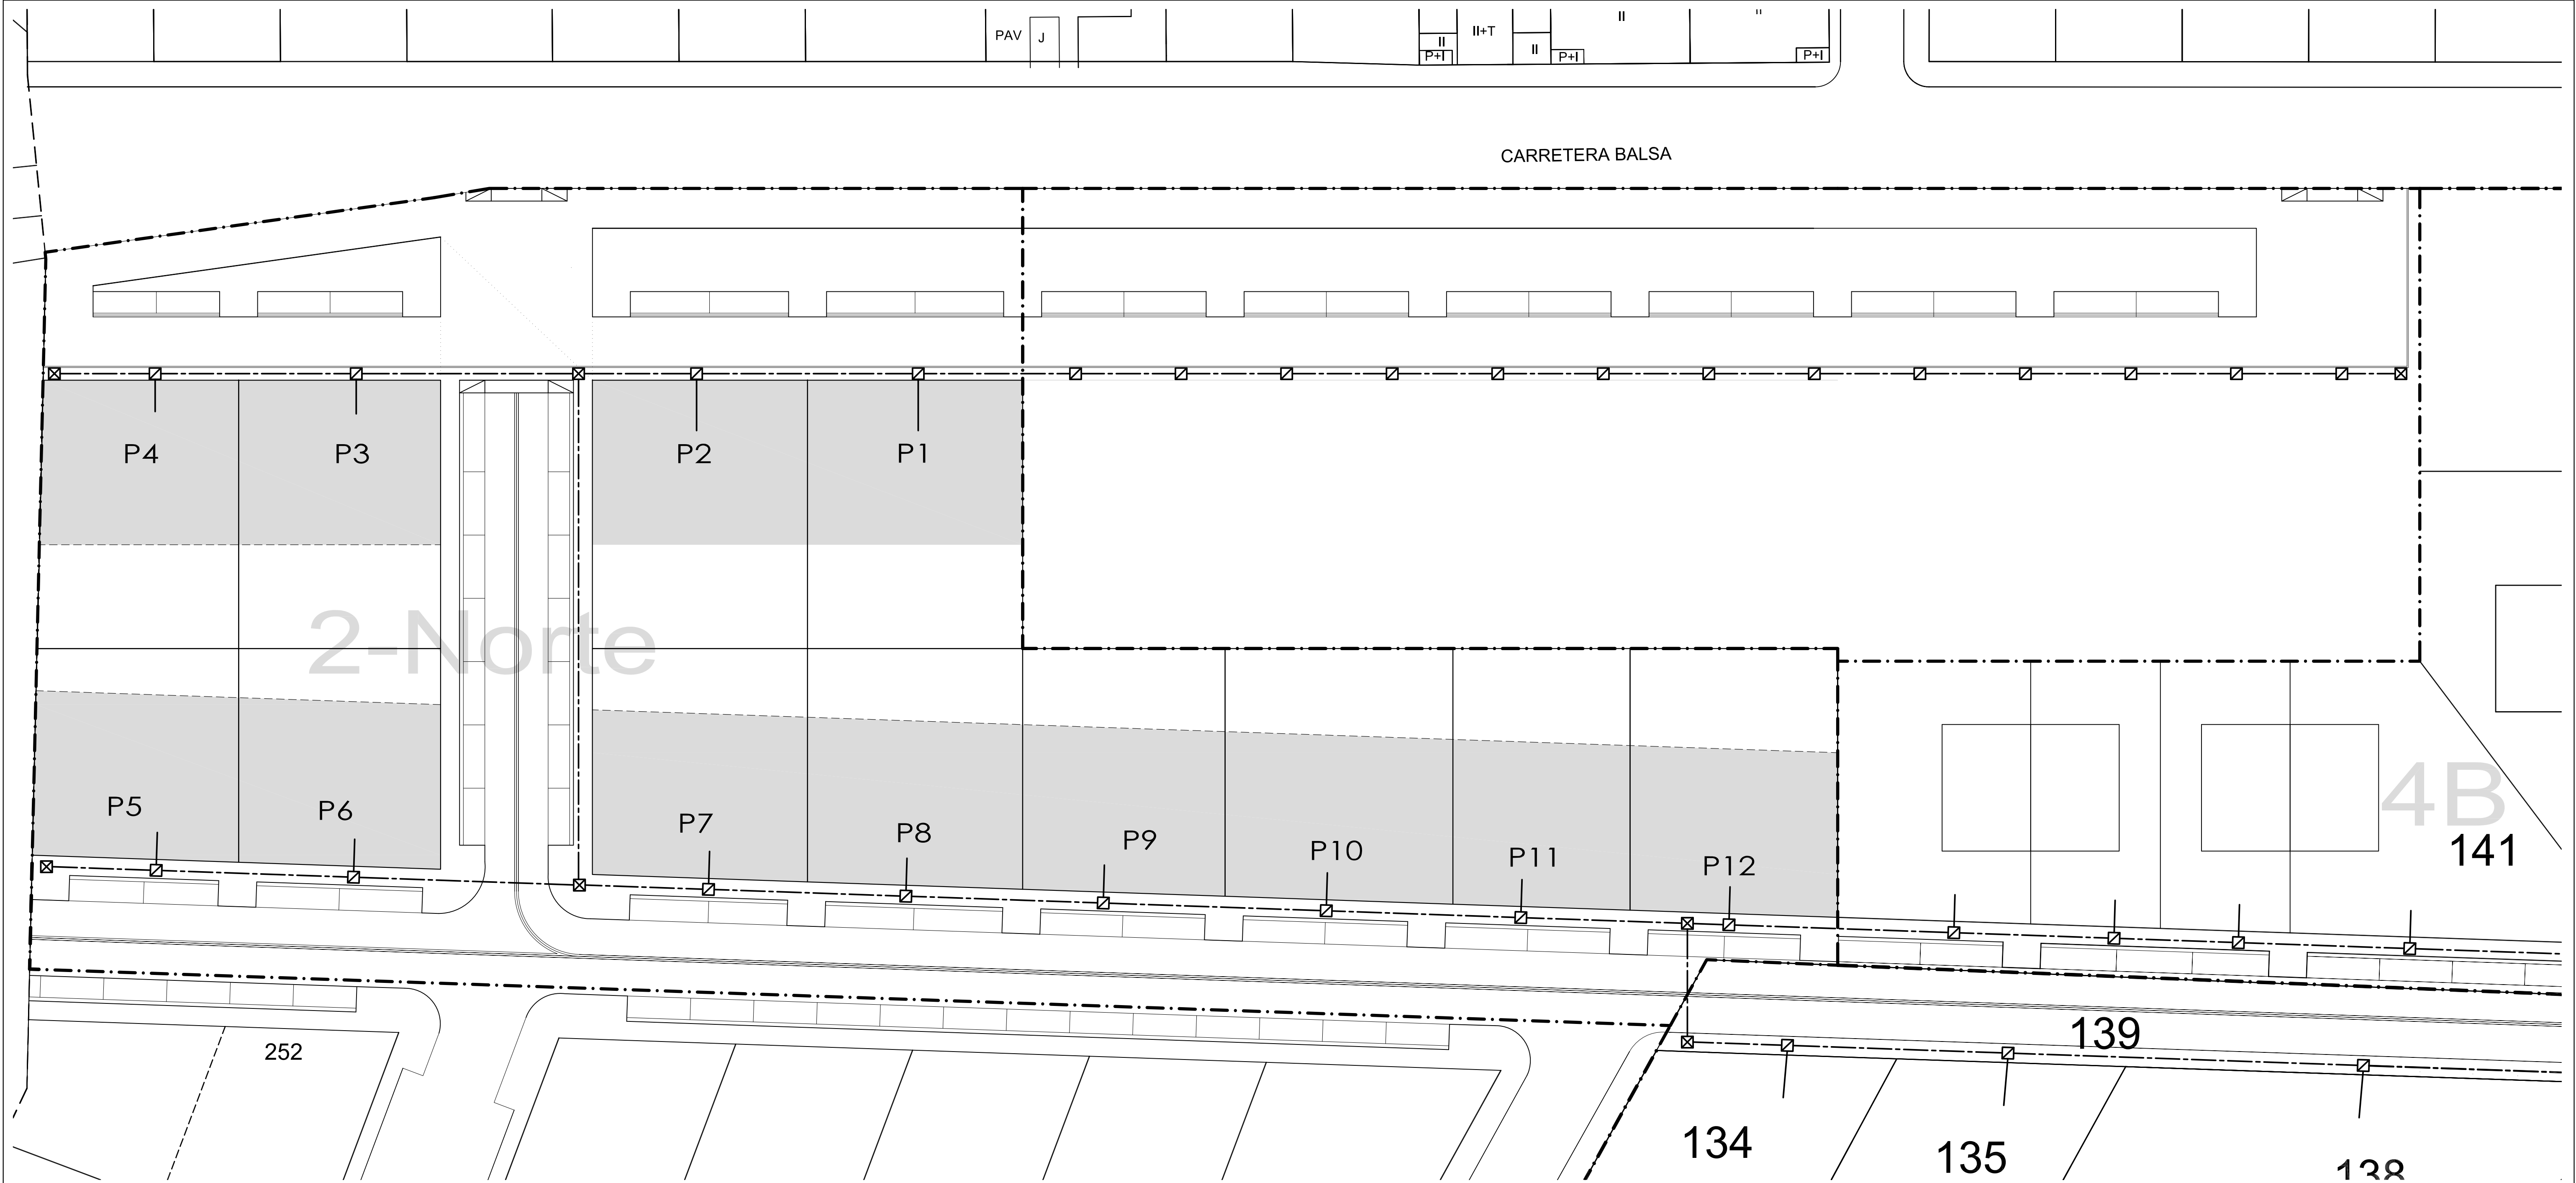 II
"
PAV
J
II+T
II
II
P+I
P+I
P+I
CARRETERA BALSA
P4
P3
P2
P1
2-Norte
P5
P6
P7
P8
P9
P10
P11
P12
4B
141
139
252
134
135
138